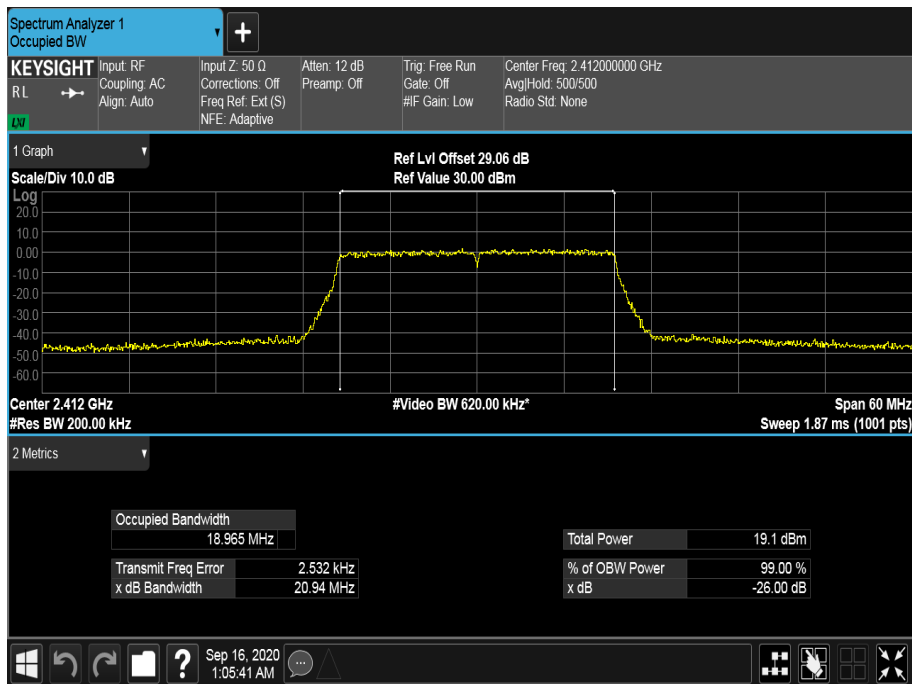 Spectrum Analyzer 1
Occupied BW
+
KEYSIGHT
RL
LXI
Input: RF
Coupling: AC
Align: Auto
Input Z: 50 Ω
Corrections: Off
Freq Ref: Ext (S)
NFE: Adaptive
Atten: 12 dB
Preamp: Off
Trig: Free Run
Gate: Off
#IF Gain: Low
Center Freq: 2.412000000 GHz
Avg|Hold: 500/500
Radio Std: None
1 Graph
Scale/Div 10.0 dB
Ref Lvl Offset 29.06 dB
Ref Value 30.00 dBm
Log
20.0
10.0
0.00
-10.0
-20.0
-30.0
-40.0
-50.0
-60.0
Center 2.412 GHz
#Video BW 620.00 kHz*
Span 60 MHz
#Res BW 200.00 kHz
Sweep 1.87 ms (1001 pts)
2 Metrics
Occupied Bandwidth
18.965 MHz
Total Power 19.1 dBm
Transmit Freq Error 2.532 kHz
% of OBW Power 99.00 %
x dB Bandwidth 20.94 MHz
x dB -26.00 dB
?
Sep 16, 2020
1:05:41 AM